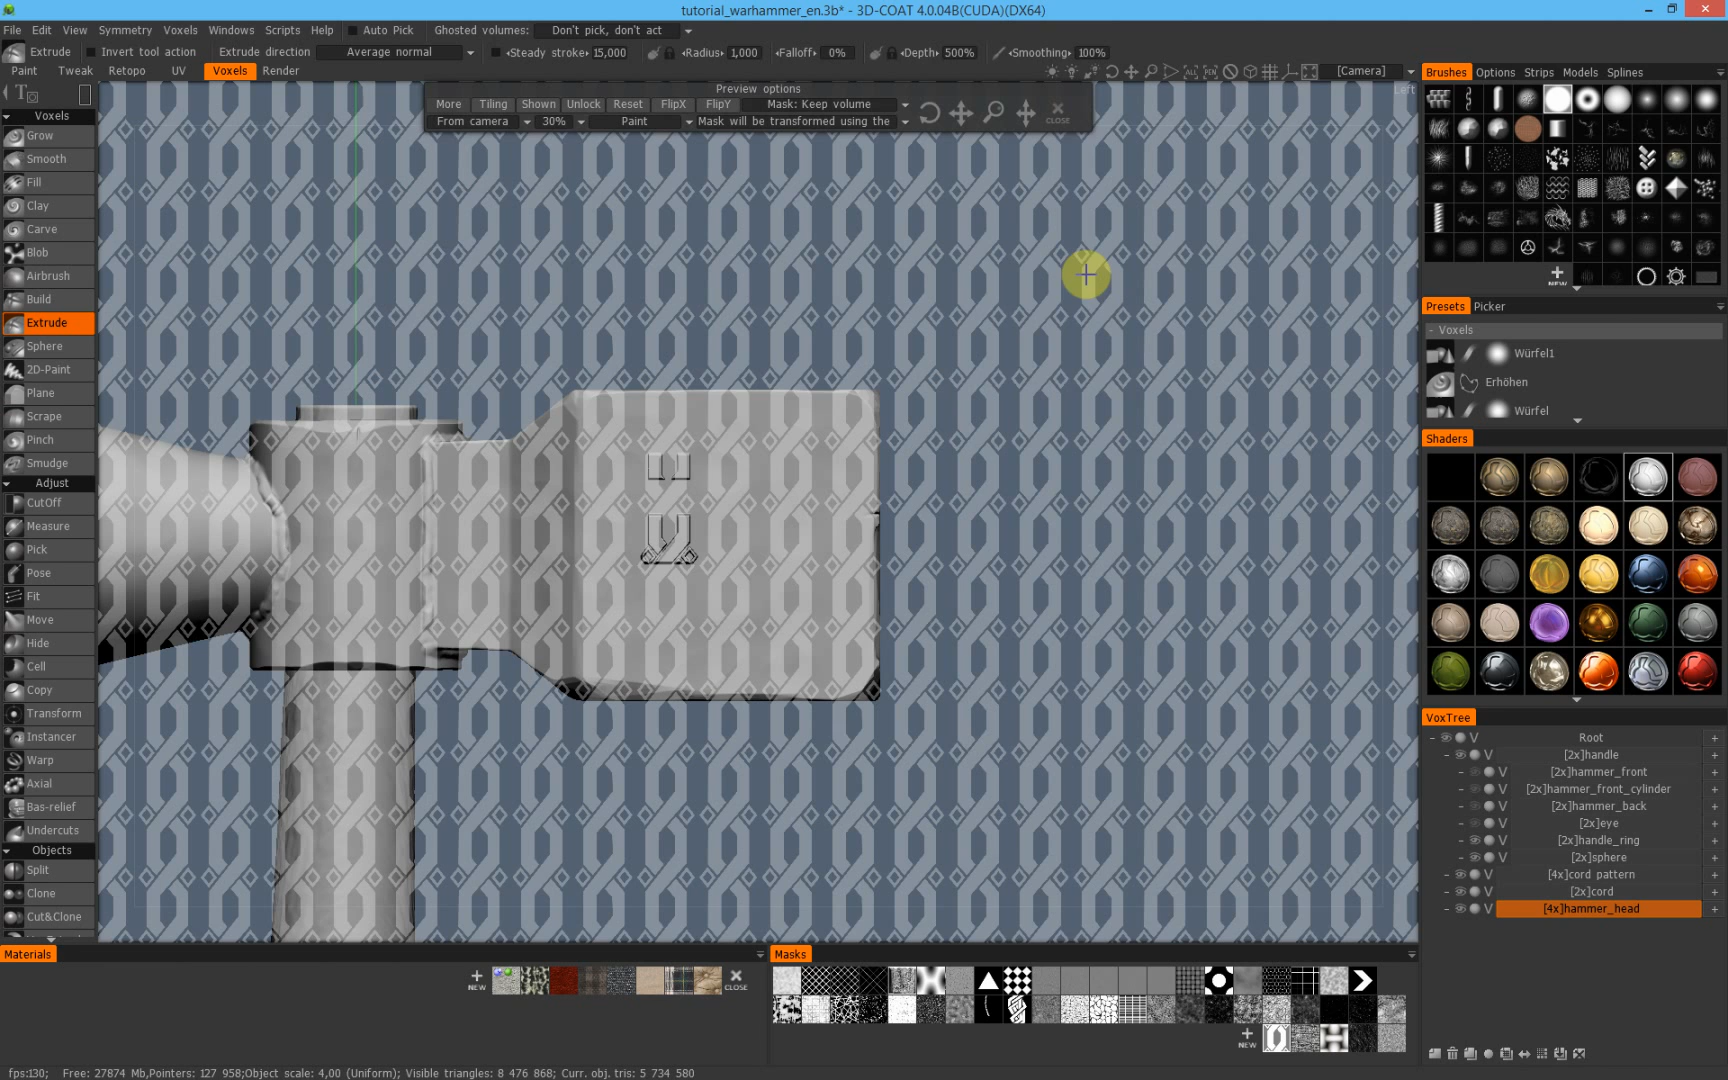 tutorial_warhammer_en.3b* - 3D-COAT 4.0.04B(CUDA)(DX64)
File Edit View Symmetry Voxels Windows Scripts Help Auto Pick Ghosted volumes: Don't pick, don't act
Extrude Invert tool action Extrude direction Average normal Steady stroke 15,000 Radius 1,000 Falloff 0% Depth 500% Smoothing 100%
Paint Tweak Retopo UV Voxels Render [Camera]
Left
Preview options
More Tiling Shown Unlock Reset FlipX FlipY Mask: Keep volume
From camera 30% Paint Mask will be transformed using the
CLOSE
Voxels
Grow
Smooth
Fill
Clay
Carve
Blob
Airbrush
Build
Extrude
Sphere
2D-Paint
Plane
Scrape
Pinch
Smudge
Adjust
CutOff
Measure
Pick
Pose
Fit
Move
Hide
Cell
Copy
Transform
Instancer
Warp
Axial
Bas-relief
Undercuts
Objects
Split
Clone
Cut&Clone
Brushes Options Strips Models Splines
NEW
Presets Picker
- Voxels
Würfel1
Erhöhen
Würfel
Shaders
VoxTree
Root
[2x]handle
[2x]hammer_front
[2x]hammer_front_cylinder
[2x]hammer_back
[2x]eye
[2x]handle_ring
[2x]sphere
[4x]cord pattern
[2x]cord
[4x]hammer_head
Materials
NEW
CLOSE
Masks
NEW
fps:130; Free: 27874 Mb,Pointers: 127 958;Object scale: 4,00 (Uniform); Visible triangles: 8 476 868; Curr. obj. tris: 5 734 580